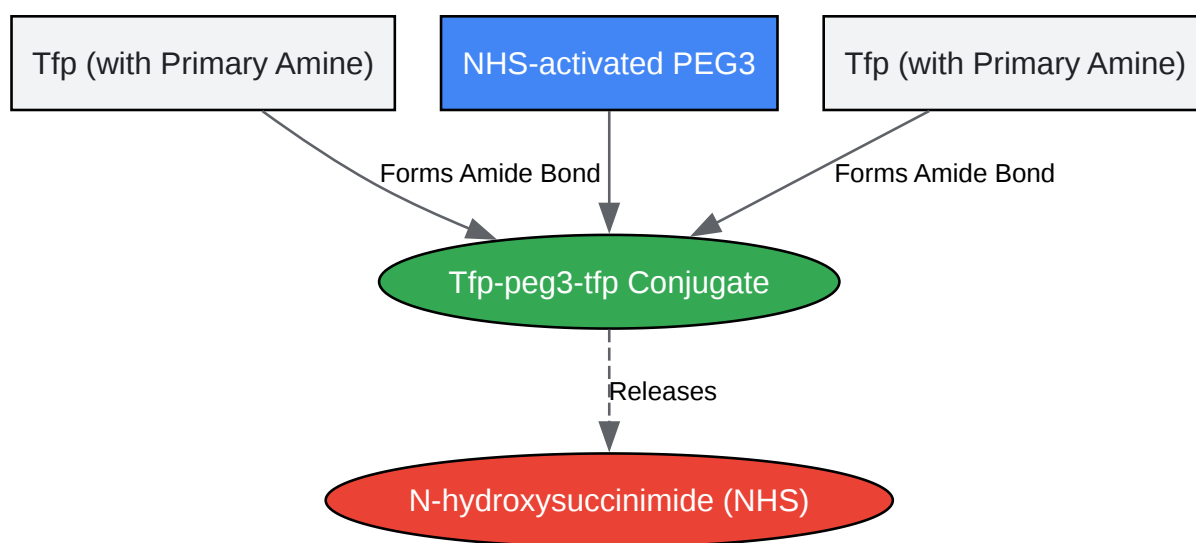 Tfp (with Primary Amine)
NHS-activated PEG3
Tfp (with Primary Amine)
Forms Amide Bond
Forms Amide Bond
Tfp-peg3-tfp Conjugate
Releases
N-hydroxysuccinimide (NHS)